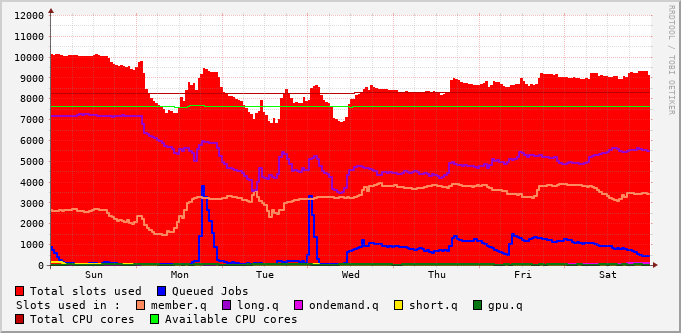 12000
11000
10000
9000
8000
7000
6000
5000
4000
3000
2000
1000
0
Sun Mon Tue Wed Thu Fri Sat
Total slots used Queued Jobs
Slots used in : member.q long.q ondemand.q short.q gpu.q
Total CPU cores Available CPU cores
RRDTOOL / TOBI OETIKER